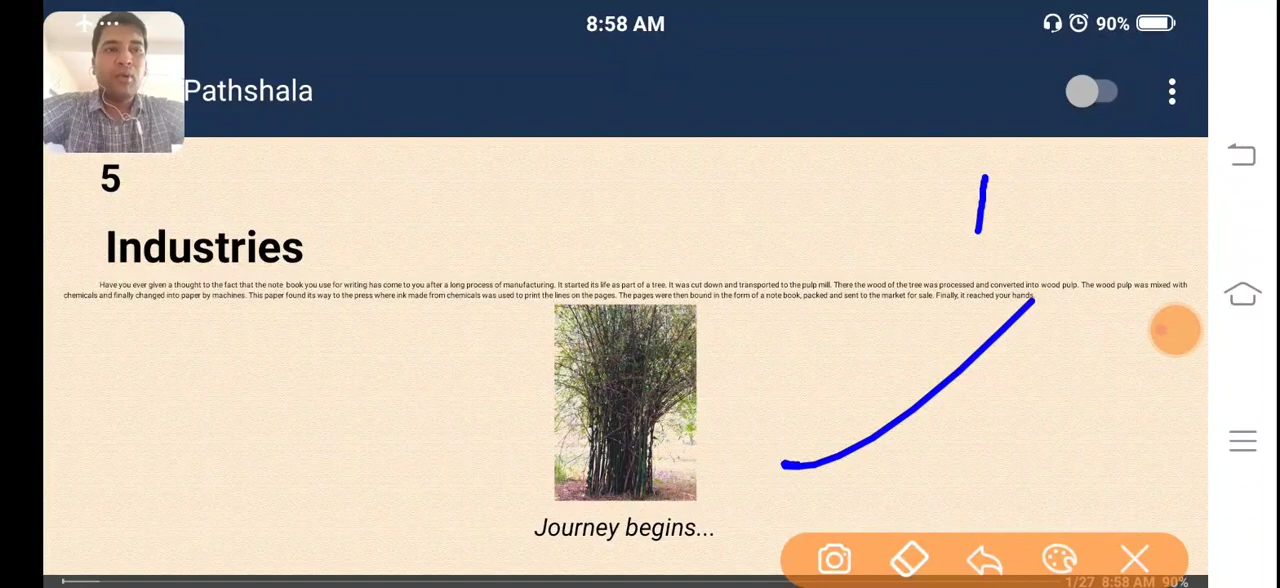 8:58 AM
90%
Pathshala
5
Industries
Have you ever given a thought to the fact that the note book you use for writing has come to you after a long process of manufacturing. It started its life as part of a tree. It was cut down and transported to the pulp mill. There the wood of the tree was processed and converted into wood pulp. The wood pulp was mixed with
chemicals and finally changed into paper by machines. This paper found its way to the press where ink made from chemicals was used to print the lines on the pages. The pages were then bound in the form of a note book, packed and sent to the market for sale. Finally, it reached your hands
Journey begins...
1/27 8:58 AM 90%